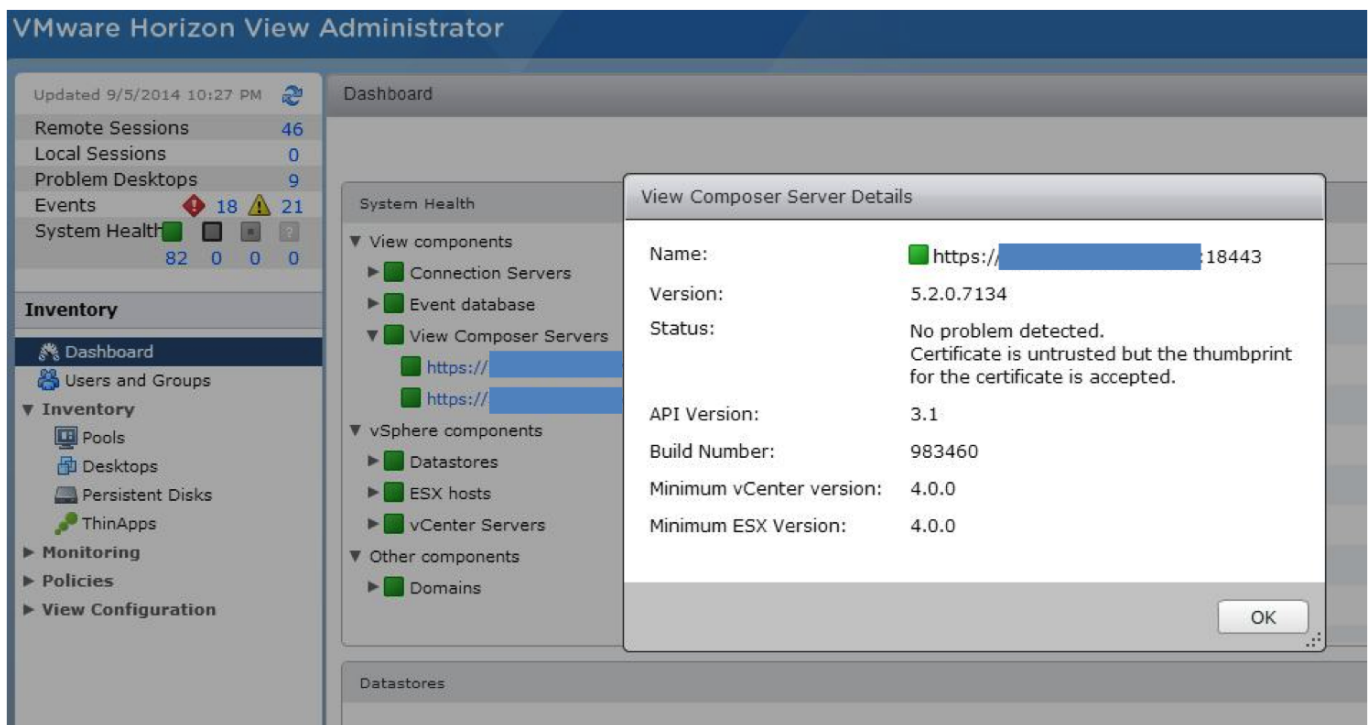 VMware Horizon View Administrator
Updated 9/5/2014 10:27 PM
Remote Sessions 46
Local Sessions 0
Problem Desktops 9
Events 18 21
System Health
82 0 0 0
Inventory
Dashboard
Users and Groups
Inventory
Pools
Desktops
Persistent Disks
ThinApps
Monitoring
Policies
View Configuration
Dashboard
System Health
View components
Connection Servers
Event database
View Composer Servers
https://
https://
vSphere components
Datastores
ESX hosts
vCenter Servers
Other components
Domains
Datastores
View Composer Server Details
Name: https:// :18443
Version: 5.2.0.7134
Status: No problem detected.
Certificate is untrusted but the thumbprint
for the certificate is accepted.
API Version: 3.1
Build Number: 983460
Minimum vCenter version: 4.0.0
Minimum ESX Version: 4.0.0
OK